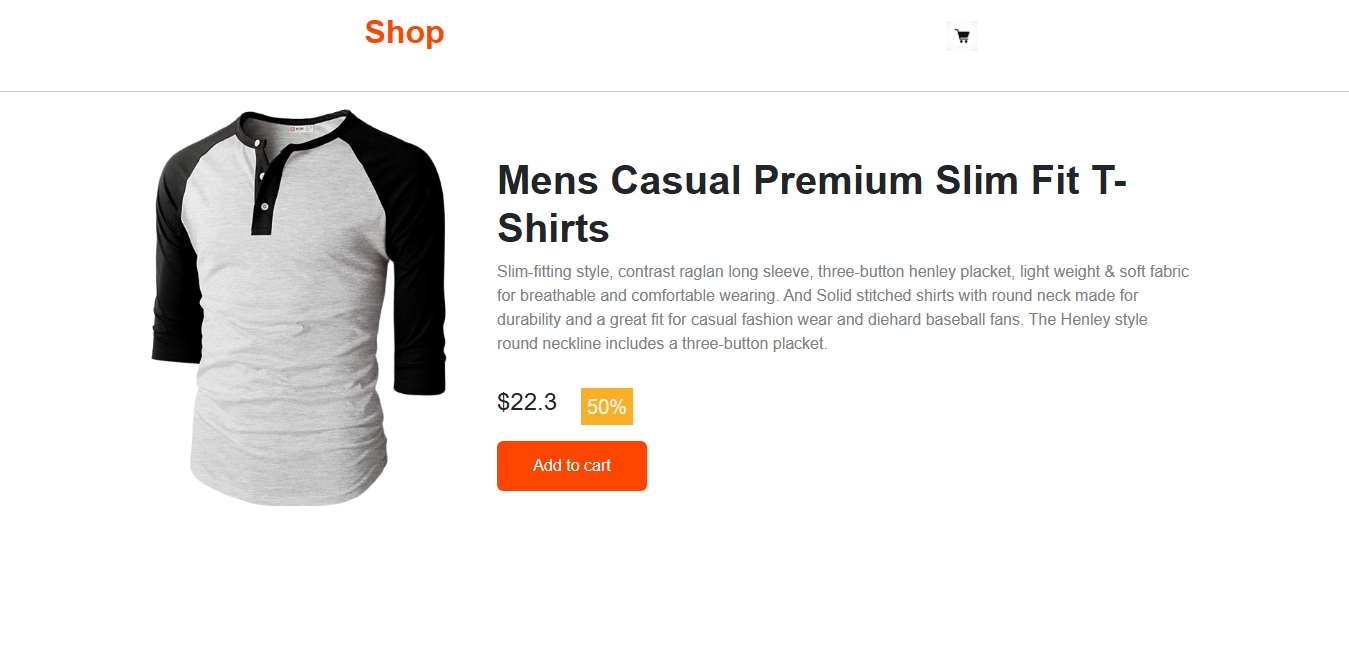 Shop
Mens Casual Premium Slim Fit T-
Shirts
Slim-fitting style, contrast raglan long sleeve, three-button henley placket, light weight & soft fabric
for breathable and comfortable wearing. And Solid stitched shirts with round neck made for
durability and a great fit for casual fashion wear and diehard baseball fans. The Henley style
round neckline includes a three-button placket.
$22.3
50%
Add to cart